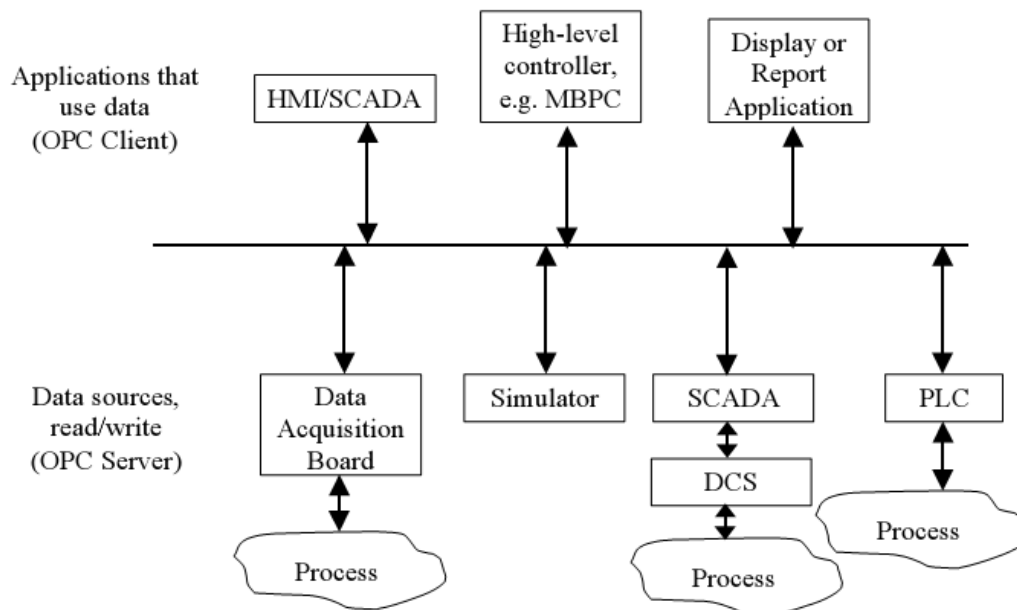 Applications that
use data
(OPC Client)
HMI/SCADA
High-level
controller,
e.g. MBPC
Display or
Report
Application
Data sources,
read/write
(OPC Server)
Data
Acquisition
Board
Simulator
SCADA
PLC
DCS
Process
Process
Process